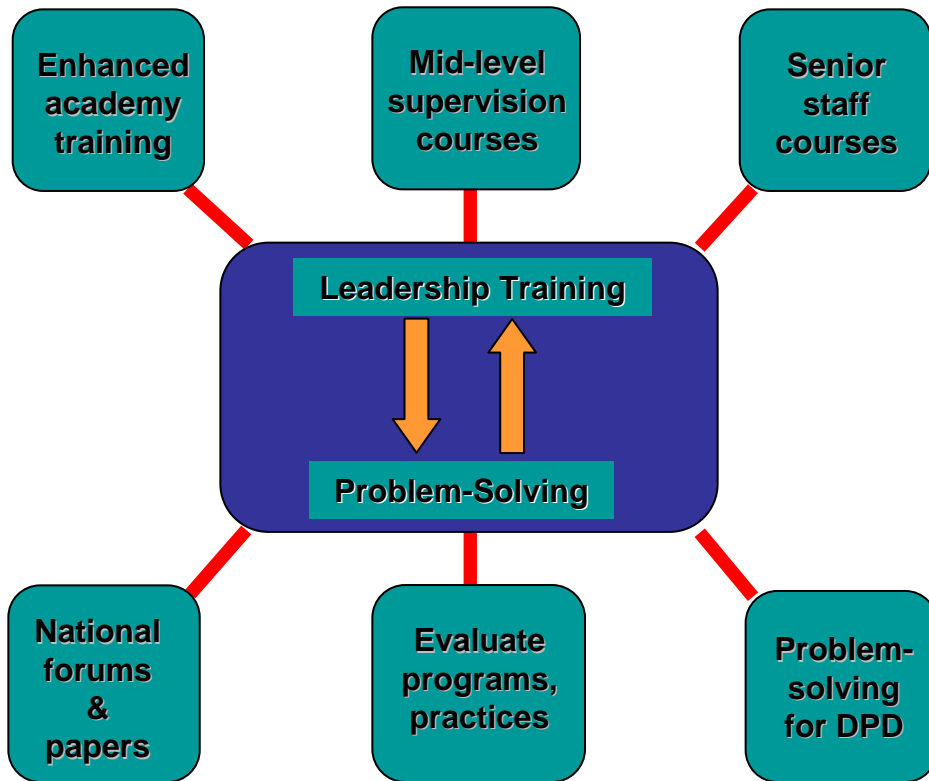 Enhanced
academy
training
Mid-level
supervision
courses
Senior
staff
courses
Leadership Training
Problem-Solving
National
forums
&
papers
Evaluate
programs,
practices
Problem-
solving
for DPD